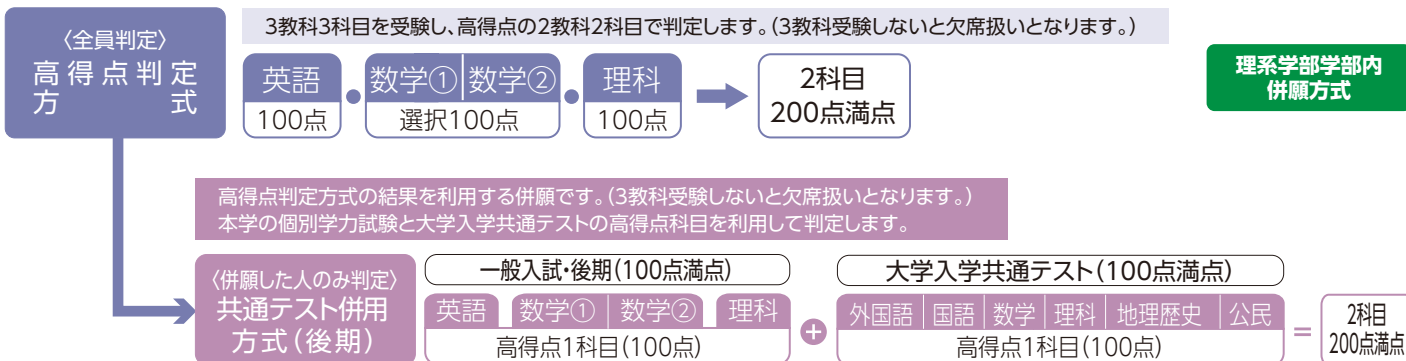 〈全員判定〉
高得点判定
方式
3教科3科目を受験し、高得点の2教科2科目で判定します。(3教科受験しないと欠席扱いとなります。)
英語
100点
・
数学① 数学②
選択100点
・
理科
100点
2科目
200点満点
理系学部学部内
併願方式
高得点判定方式の結果を利用する併願です。(3教科受験しないと欠席扱いとなります。)
本学の個別学力試験と大学入学共通テストの高得点科目を利用して判定します。
〈併願した人のみ判定〉
共通テスト併用
方式(後期)
一般入試・後期(100点満点)
英語 数学① 数学② 理科
高得点1科目(100点)
+
大学入学共通テスト(100点満点)
外国語 国語 数学 理科 地理歴史 公民
高得点1科目(100点)
=
2科目
200点満点